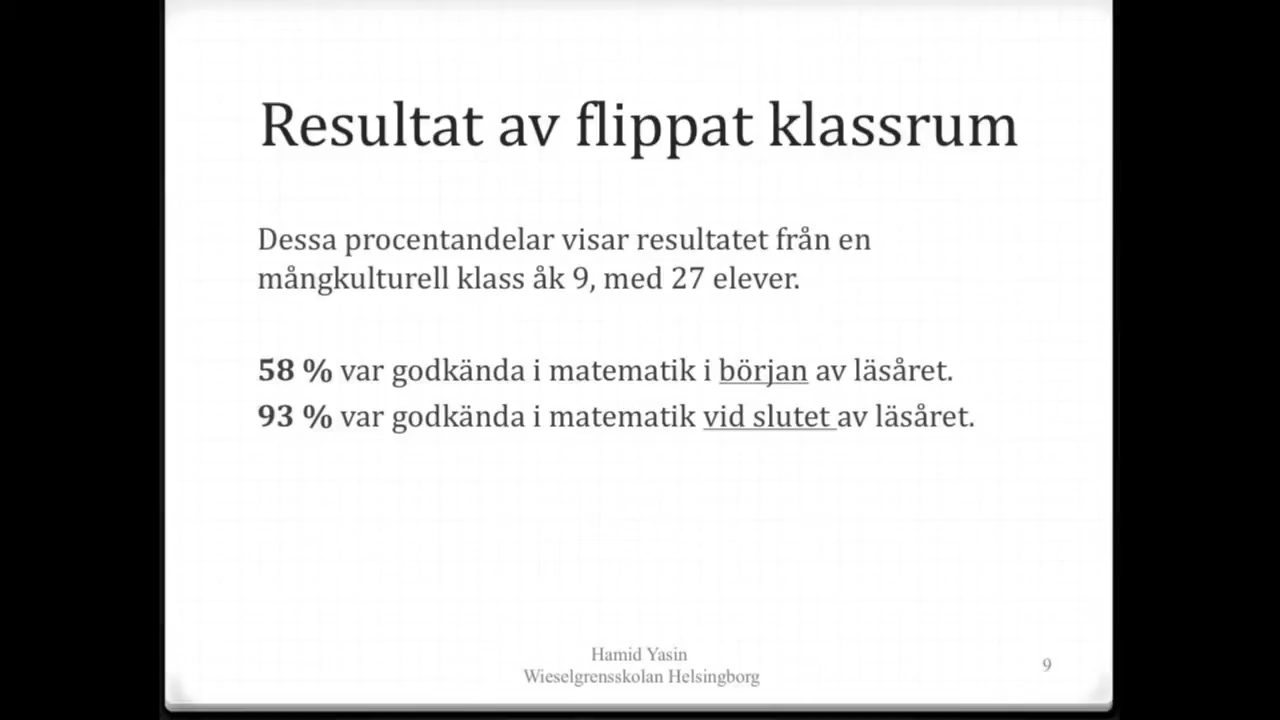 Resultat av flippat klassrum
Dessa procentandelar visar resultatet från en
mångkulturell klass åk 9, med 27 elever.
58 % var godkända i matematik i början av läsåret.
93 % var godkända i matematik vid slutet av läsåret.
Hamid Yasin
Wieselgrensskolan Helsingborg
9